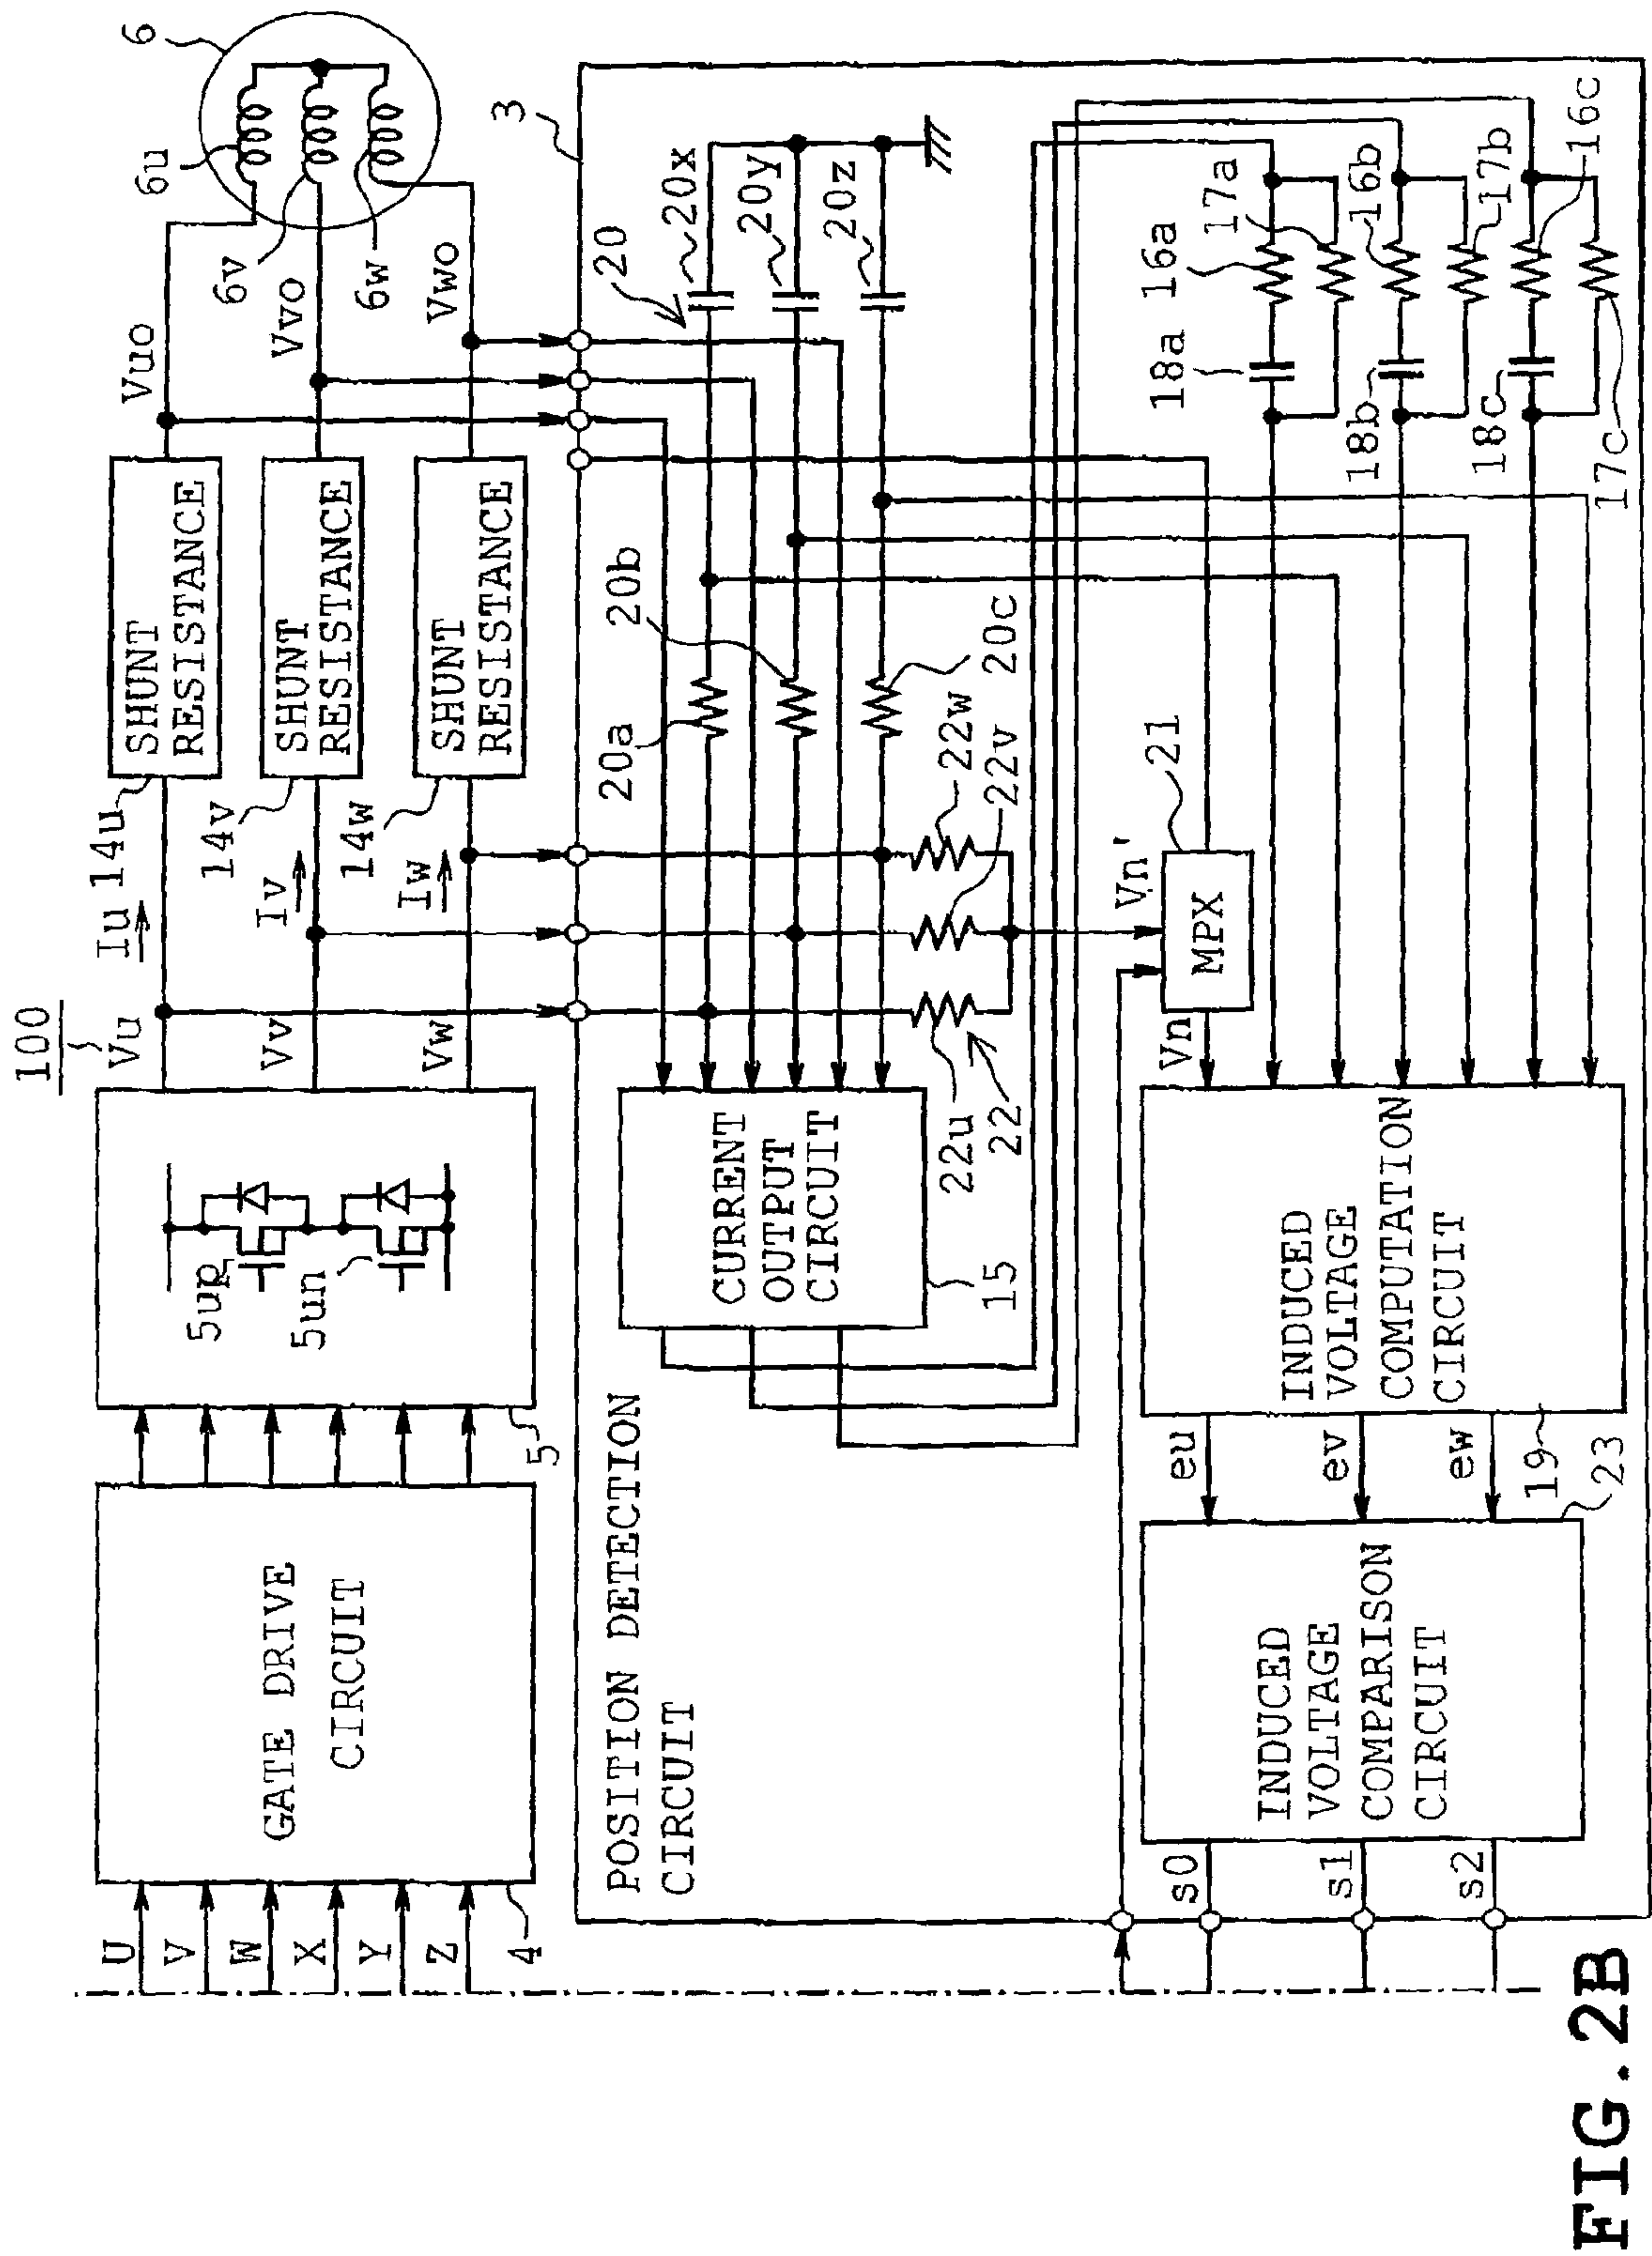 100
U
V
W
X
Y
Z
4
GATE DRIVE
CIRCUIT
5
5up
5un
Vu
Vv
Vw
Iu
Iv
Iw
14u
14v
14w
SHUNT
RESISTANCE
SHUNT
RESISTANCE
SHUNT
RESISTANCE
Vuo
Vvo
Vwo
6
6u
6v
6w
3
POSITION DETECTION
CIRCUIT
CURRENT
OUTPUT
CIRCUIT
15
20
20a
20b
20c
20x
20y
20z
22
22u
22v
22w
MPX
21
Vn'
Vn
16a
17a
18a
16b
17b
18b
16c
17c
18c
INDUCED
VOLTAGE
COMPUTATION
CIRCUIT
19
eu
ev
ew
INDUCED
VOLTAGE
COMPARISON
CIRCUIT
23
s0
s1
s2
FIG.2B